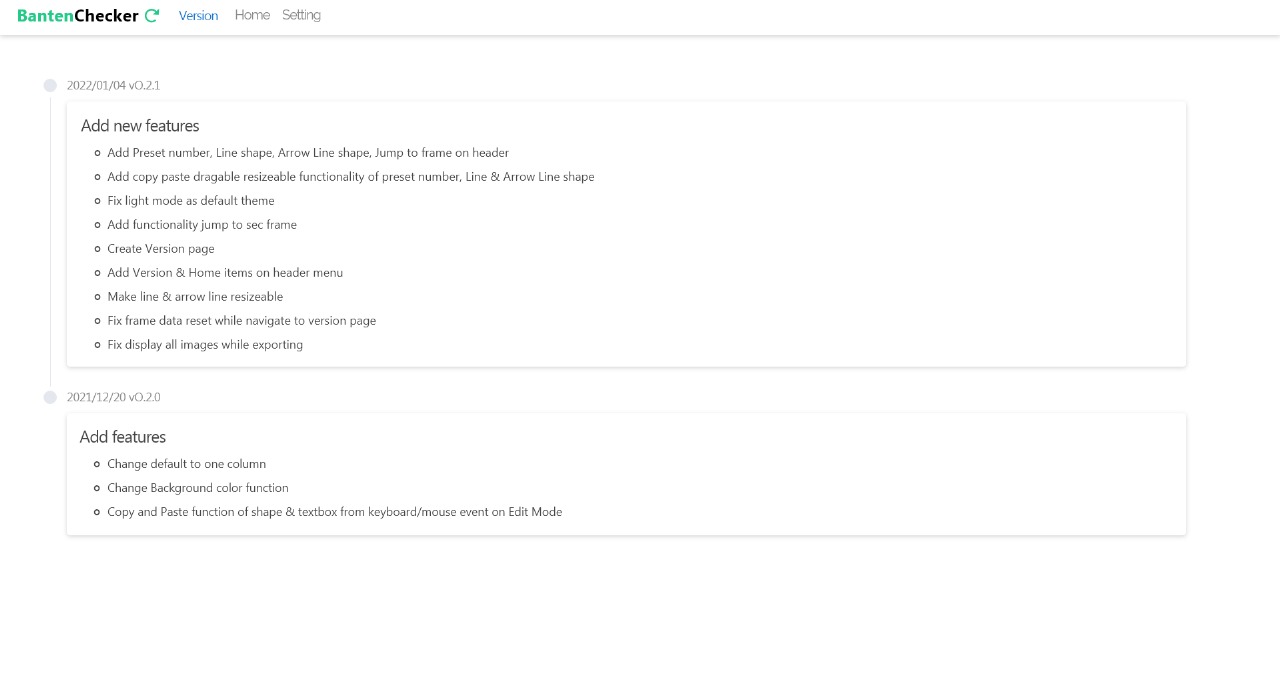 BantenChecker Version Home Setting
2022/01/04 v0.2.1
Add new features
Add Preset number, Line shape, Arrow Line shape, Jump to frame on header
Add copy paste dragable resizeable functionality of preset number, Line & Arrow Line shape
Fix light mode as default theme
Add functionality jump to sec frame
Create Version page
Add Version & Home items on header menu
Make line & arrow line resizeable
Fix frame data reset while navigate to version page
Fix display all images while exporting
2021/12/20 v0.2.0
Add features
Change default to one column
Change Background color function
Copy and Paste function of shape & textbox from keyboard/mouse event on Edit Mode